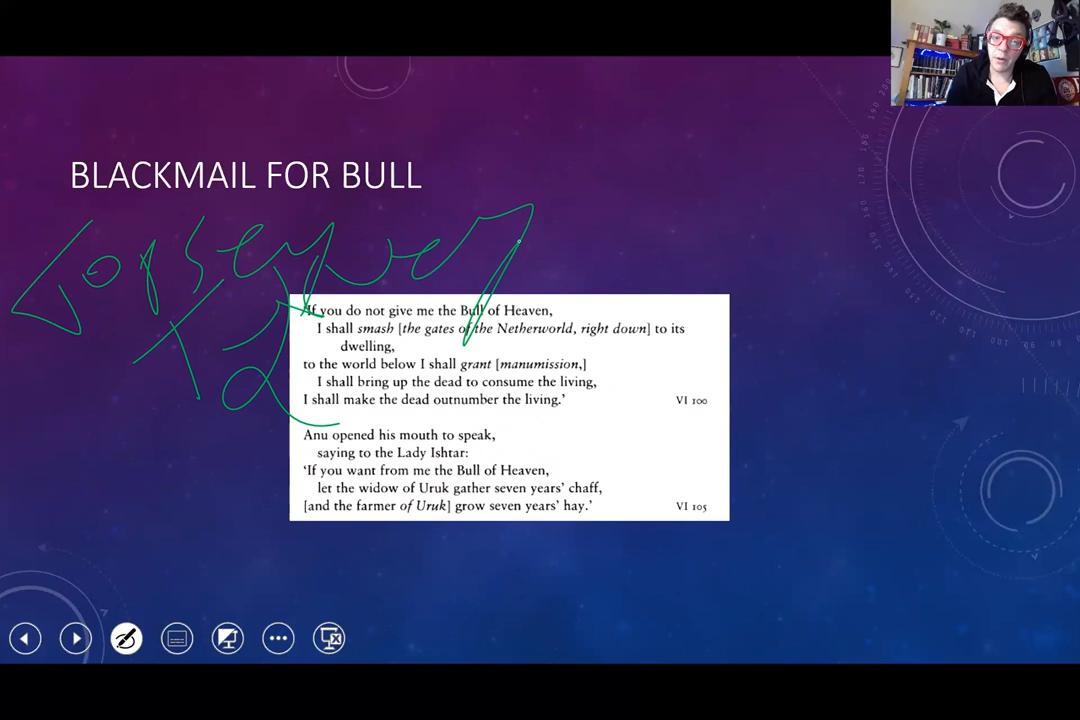 BLACKMAIL FOR BULL
'If you do not give me the Bull of Heaven,
I shall smash [the gates of the Netherworld, right down] to its
dwelling,
to the world below I shall grant [manumission,]
I shall bring up the dead to consume the living,
I shall make the dead outnumber the living.' VI 100
Anu opened his mouth to speak,
saying to the Lady Ishtar:
'If you want from me the Bull of Heaven,
let the widow of Uruk gather seven years' chaff,
[and the farmer of Uruk] grow seven years' hay.' VI 105